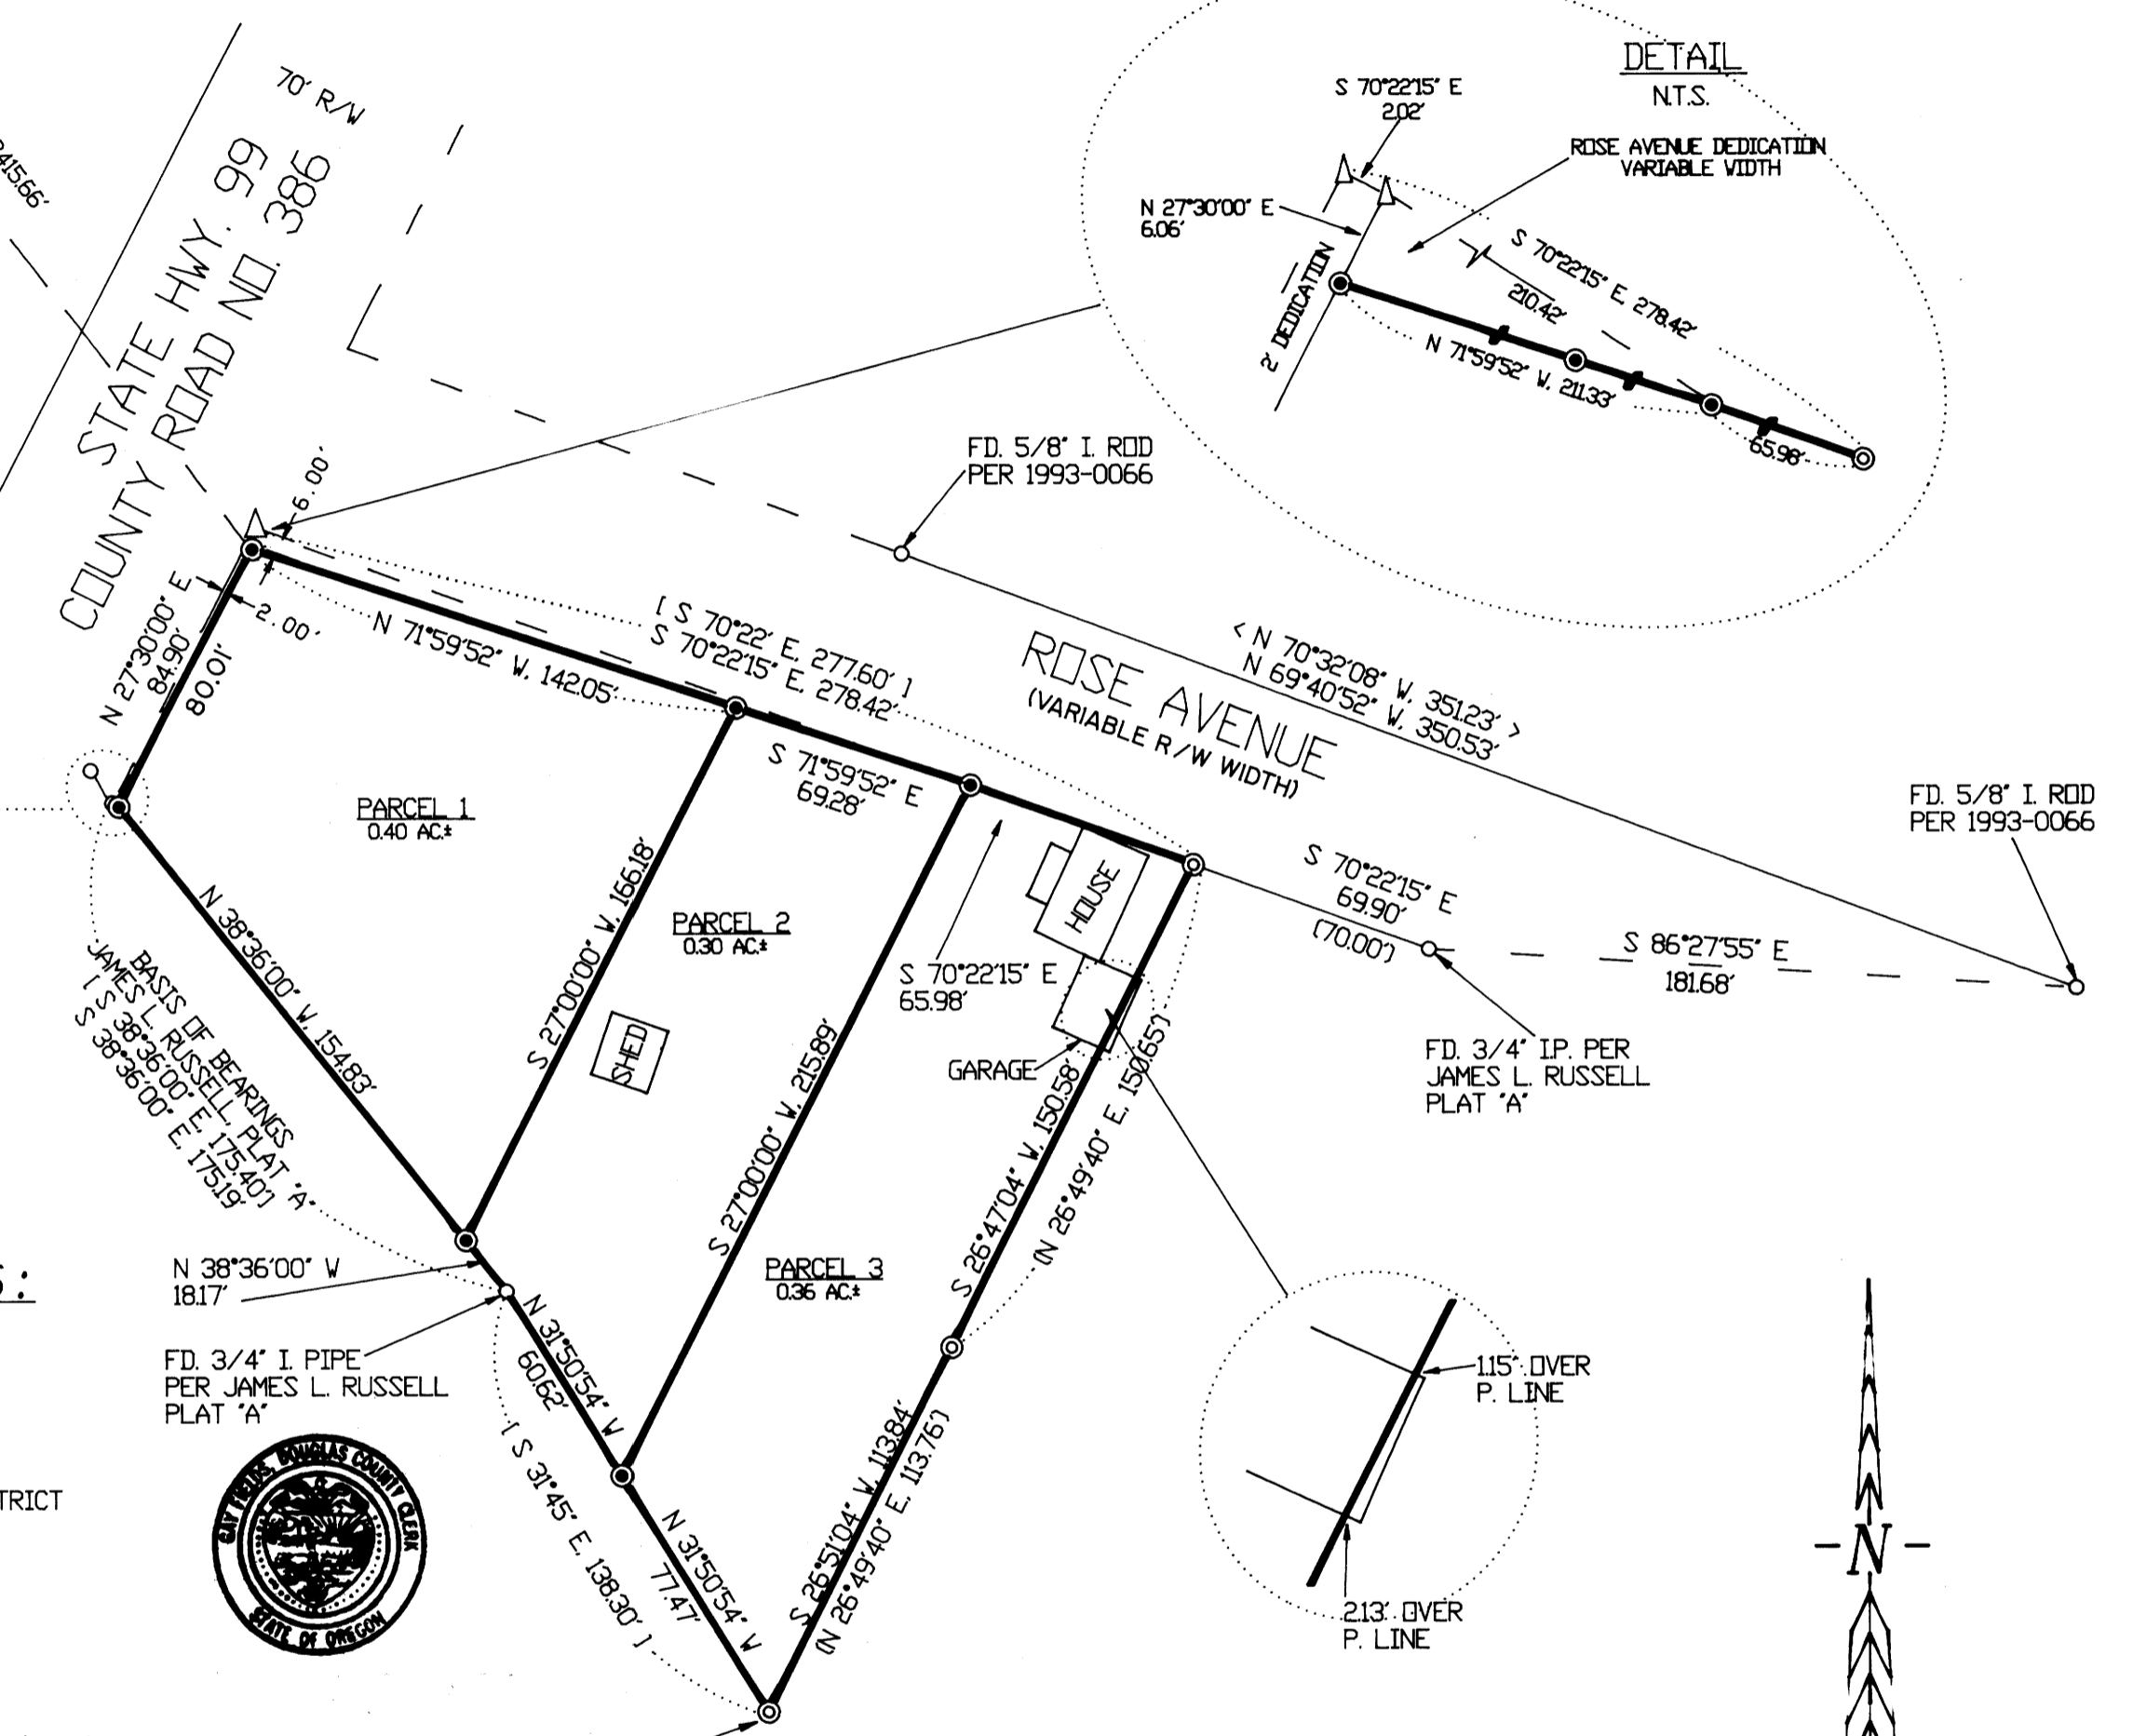 DETAIL
N.T.S.
S 70°22'15" E
2.02'
ROSE AVENUE DEDICATION
VARIABLE WIDTH
N 27°30'00" E
6.06'
2' DEDICATION
S 70°22'15" E, 278.42'
210.42'
N 71°59'52" W, 211.33'
65.98'
70' R/W
STATE HWY. 99
COUNTY ROAD NO. 386
6.00'
FD. 5/8" I. ROD
PER 1993-0066
N 27°30'00" E
84.90'
80.01'
2.00'
N 71°59'52" W, 142.05'
[ S 70°22' E, 277.60' ]
S 70°22'15" E, 278.42'
ROSE AVENUE
(VARIABLE R/W WIDTH)
< N 70°32'08" W, 351.23' >
N 69°40'52" W, 350.53'
S 71°59'52" E
69.28'
FD. 5/8" I. ROD
PER 1993-0066
PARCEL 1
0.40 AC.±
PARCEL 2
0.30 AC.±
HOUSE
S 70°22'15" E
69.90'
(70.00')
S 86°27'55" E
181.68'
S 70°22'15" E
65.98'
N 38°36'00" W, 154.83'
S 27°00'00" W, 166.18'
SHED
S 27°00'00" W, 215.89'
GARAGE
FD. 3/4" I.P. PER
JAMES L. RUSSELL
PLAT "A"
BASIS OF BEARINGS
JAMES L. RUSSELL, PLAT "A"
[ S 38°36'00" E, 175.40']
S 38°36'00" E, 175.19'
S 26°47'04" W, 150.58'
(N 26°49'40" E, 150.65')
N 38°36'00" W
18.17'
PARCEL 3
0.36 AC.±
S:
FD. 3/4" I. PIPE
PER JAMES L. RUSSELL
PLAT "A"
N 31°50'54" W
60.62'
1.15' OVER
P. LINE
[ S 31°45" E, 138.30' ]
N 31°50'54" W
77.47'
S 26°51'04" W, 113.84'
(N 26°49'40" E, 113.76')
2.13' OVER
P. LINE
TRICT
GAY FIELDS, DOUGLAS COUNTY CLERK
STATE OF OREGON
N